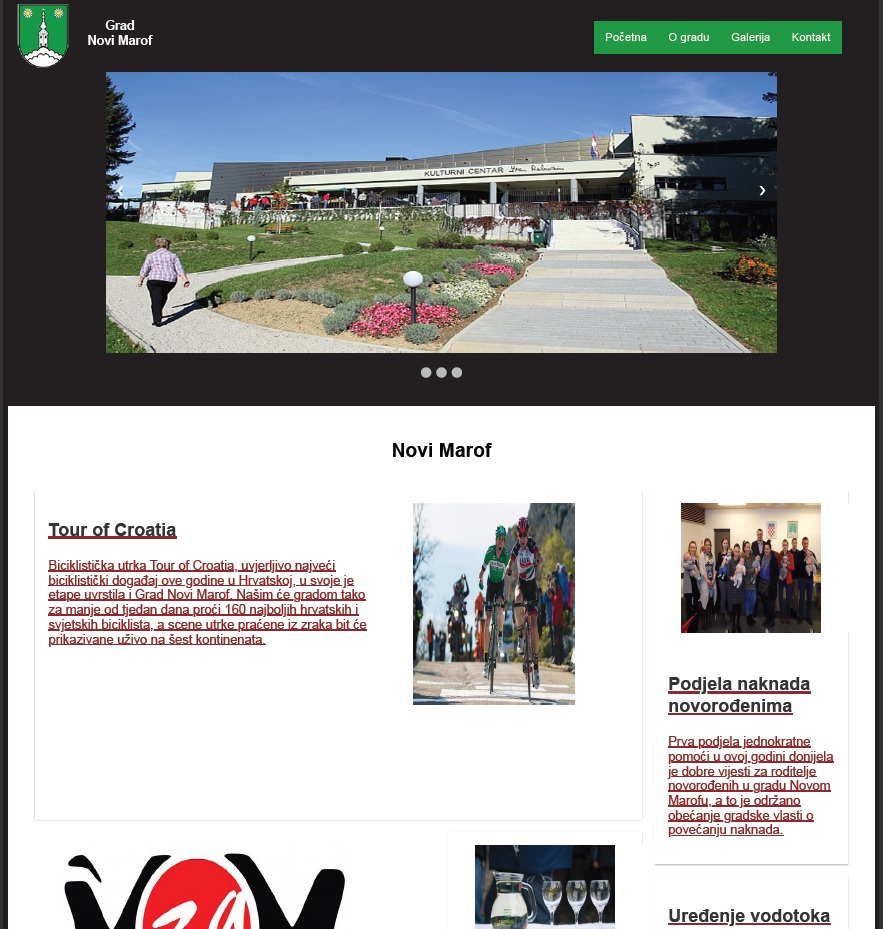 Grad
Novi Marof
Početna O gradu Galerija Kontakt
KULTURNI CENTAR
Novi Marof
Tour of Croatia
Biciklistička utrka Tour of Croatia, uvjerljivo najveći
biciklistički događaj ove godine u Hrvatskoj, u svoje je
etape uvrstila i Grad Novi Marof. Našim će gradom tako
za manje od tjedan dana proći 160 najboljih hrvatskih i
svjetskih biciklista, a scene utrke praćene iz zraka bit će
prikazivane uživo na šest kontinenata.
Podjela naknada
novorođenima
Prva podjela jednokratne
pomoći u ovoj godini donijela
je dobre vijesti za roditelje
novorođenih u gradu Novom
Marofu, a to je održano
obećanje gradske vlasti o
povećanju naknada.
Uređenje vodotoka